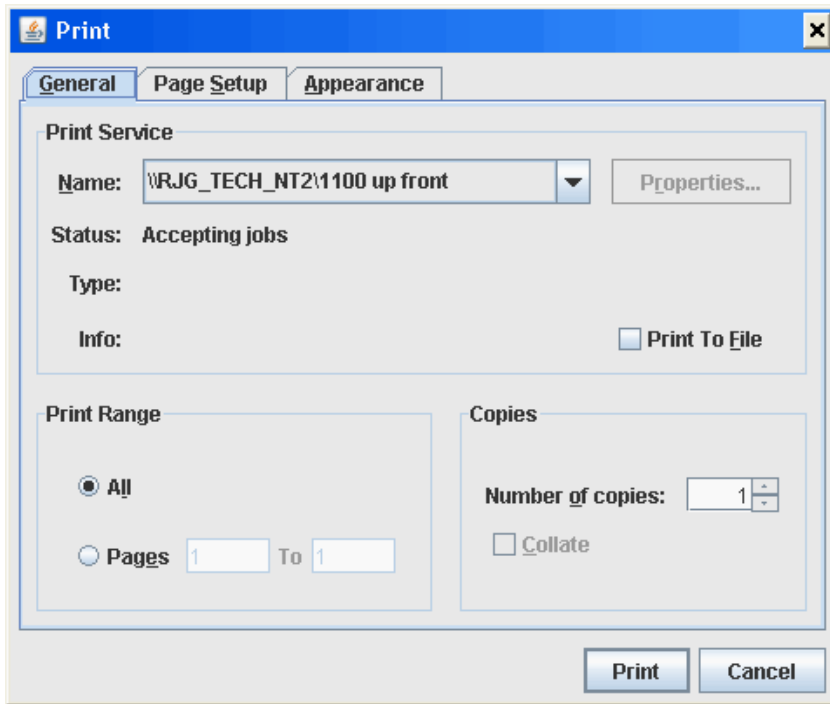 Print
General Page Setup Appearance
Print Service
Name: \\RJG_TECH_NT2\1100 up front Properties...
Status: Accepting jobs
Type:
Info: Print To File
Print Range Copies
All
Number of copies: 1
Pages 1 To 1 Collate
Print Cancel